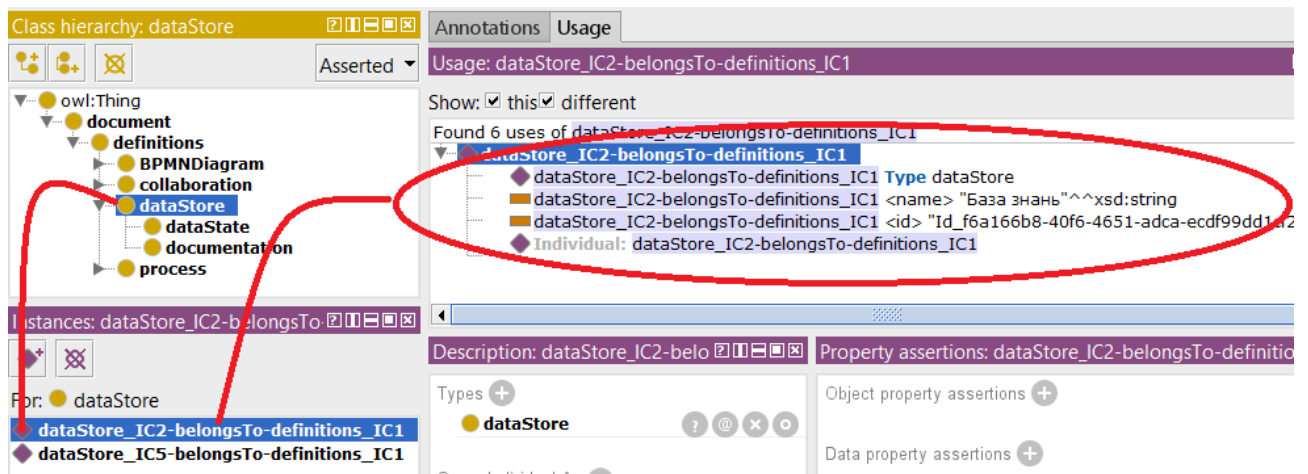 Class hierarchy: dataStore
Asserted
owl:Thing
document
definitions
BPMNDiagram
collaboration
dataStore
dataState
documentation
process
Instances: dataStore_IC2-belongsTo-
For: dataStore
dataStore_IC2-belongsTo-definitions_IC1
dataStore_IC5-belongsTo-definitions_IC1
Annotations Usage
Usage: dataStore_IC2-belongsTo-definitions_IC1
Show: this different
Found 6 uses of dataStore_IC2-belongsTo-definitions_IC1
dataStore_IC2-belongsTo-definitions_IC1
dataStore_IC2-belongsTo-definitions_IC1 Type dataStore
dataStore_IC2-belongsTo-definitions_IC1 <name> "База знань"^^xsd:string
dataStore_IC2-belongsTo-definitions_IC1 <id> "Id_f6a166b8-40f6-4651-adca-ecdf99dd1a2
Individual: dataStore_IC2-belongsTo-definitions_IC1
Description: dataStore_IC2-belo
Types
dataStore
Property assertions: dataStore_IC2-belongsTo-definitio
Object property assertions
Data property assertions